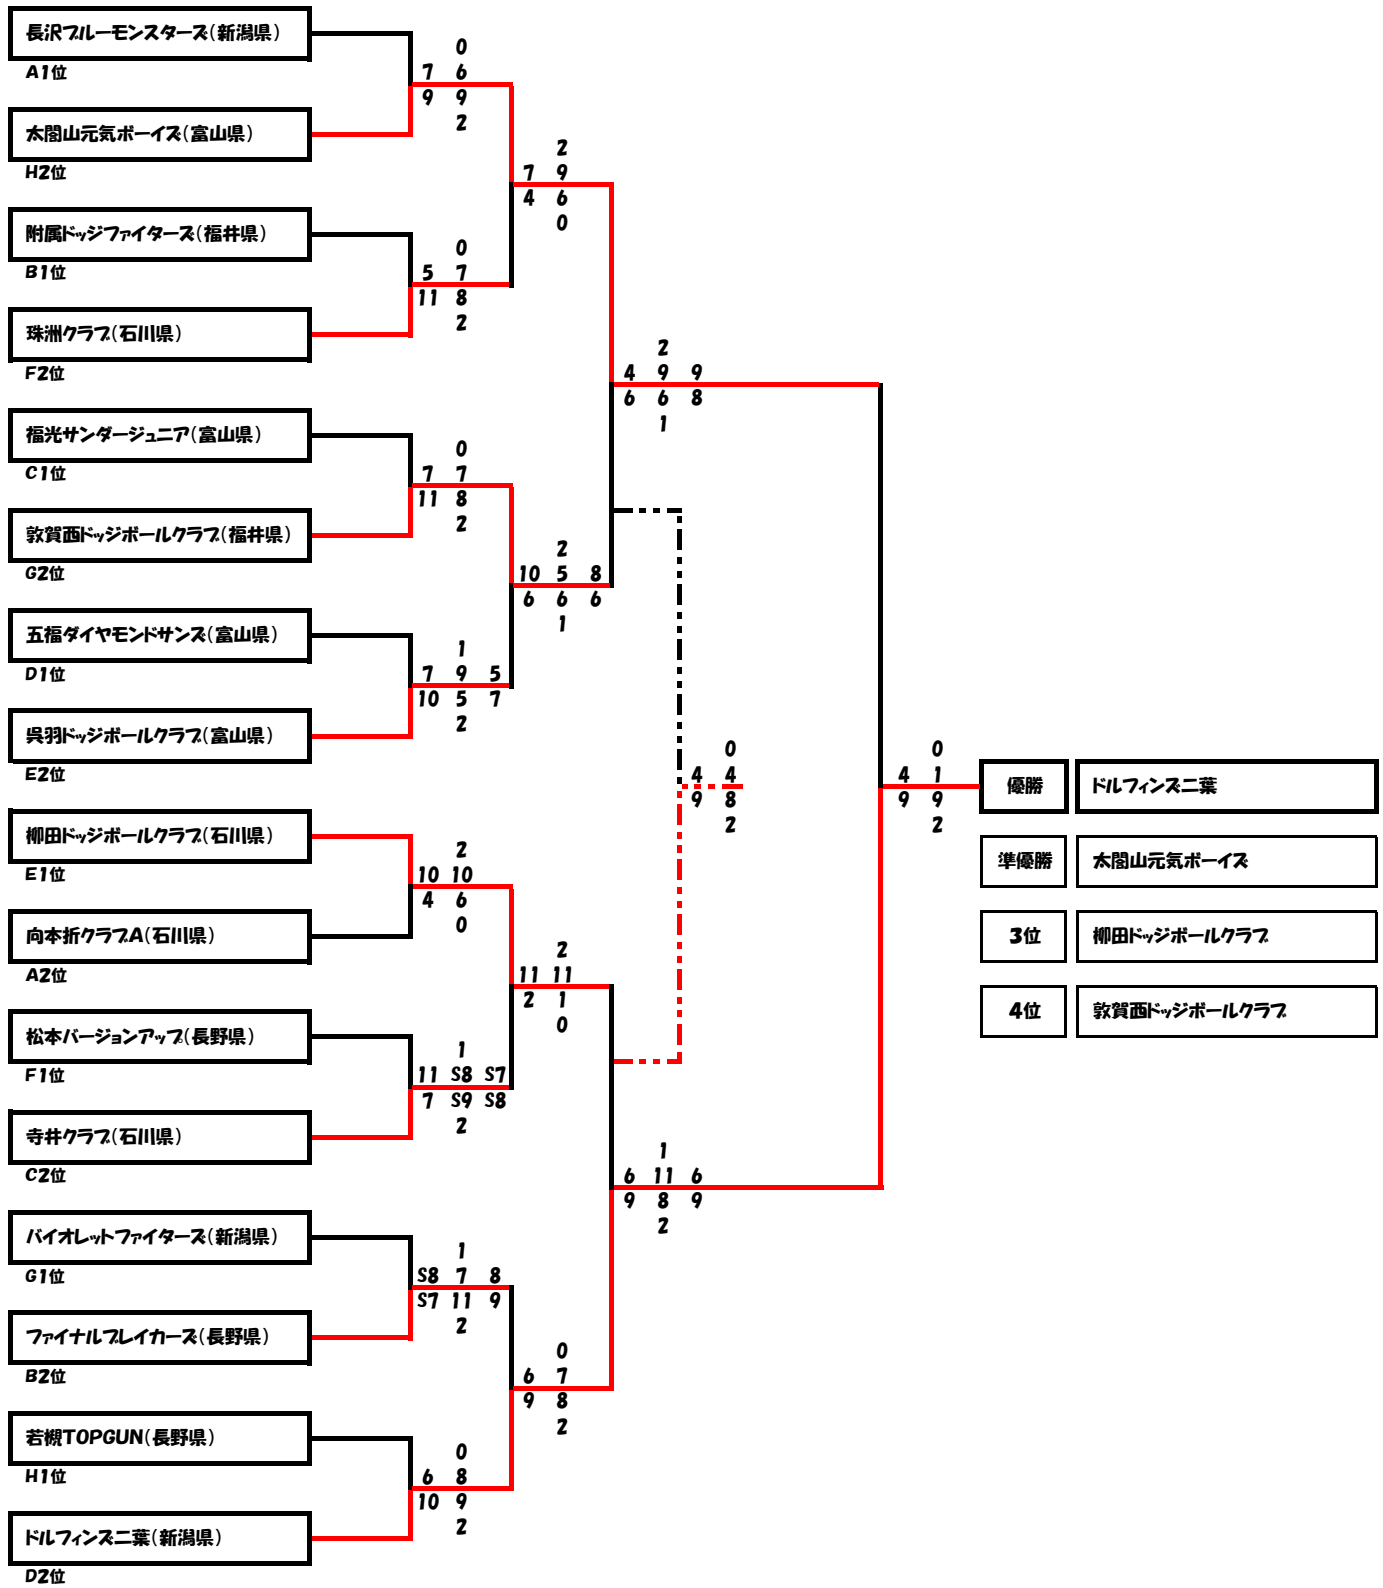 長沢ブルーモンスターズ(新潟県)
A1位
0
7 6
9 9
2
太閤山元気ボーイズ(富山県)
H2位
2
7 9
4 6
0
附属ドッジファイターズ(福井県)
B1位
0
5 7
11 8
2
珠洲クラブ(石川県)
F2位
2
4 9 9
6 6 8
1
福光サンダージュニア(富山県)
C1位
0
7 7
11 8
2
敦賀西ドッジボールクラブ(福井県)
G2位
2
10 5 8
6 6 6
1
五福ダイヤモンドサンズ(富山県)
D1位
1
7 9 5
10 5 7
2
呉羽ドッジボールクラブ(富山県)
E2位
0
4 4
9 8
2
0
4 1
9 9
2
優勝 ドルフィンズ二葉
準優勝 太閤山元気ボーイズ
3位 柳田ドッジボールクラブ
4位 敦賀西ドッジボールクラブ
柳田ドッジボールクラブ(石川県)
E1位
2
10 10
4 6
0
向本折クラブA(石川県)
A2位
2
11 11
2 1
0
松本バージョンアップ(長野県)
F1位
1
11 S8 S7
7 S9 S8
2
寺井クラブ(石川県)
C2位
1
6 11 6
9 8 9
2
バイオレットファイターズ(新潟県)
G1位
1
S8 7 8
S7 11 9
2
ファイナルブレイカーズ(長野県)
B2位
0
6 7
9 8
2
若槻TOPGUN(長野県)
H1位
0
6 8
10 9
2
ドルフィンズ二葉(新潟県)
D2位